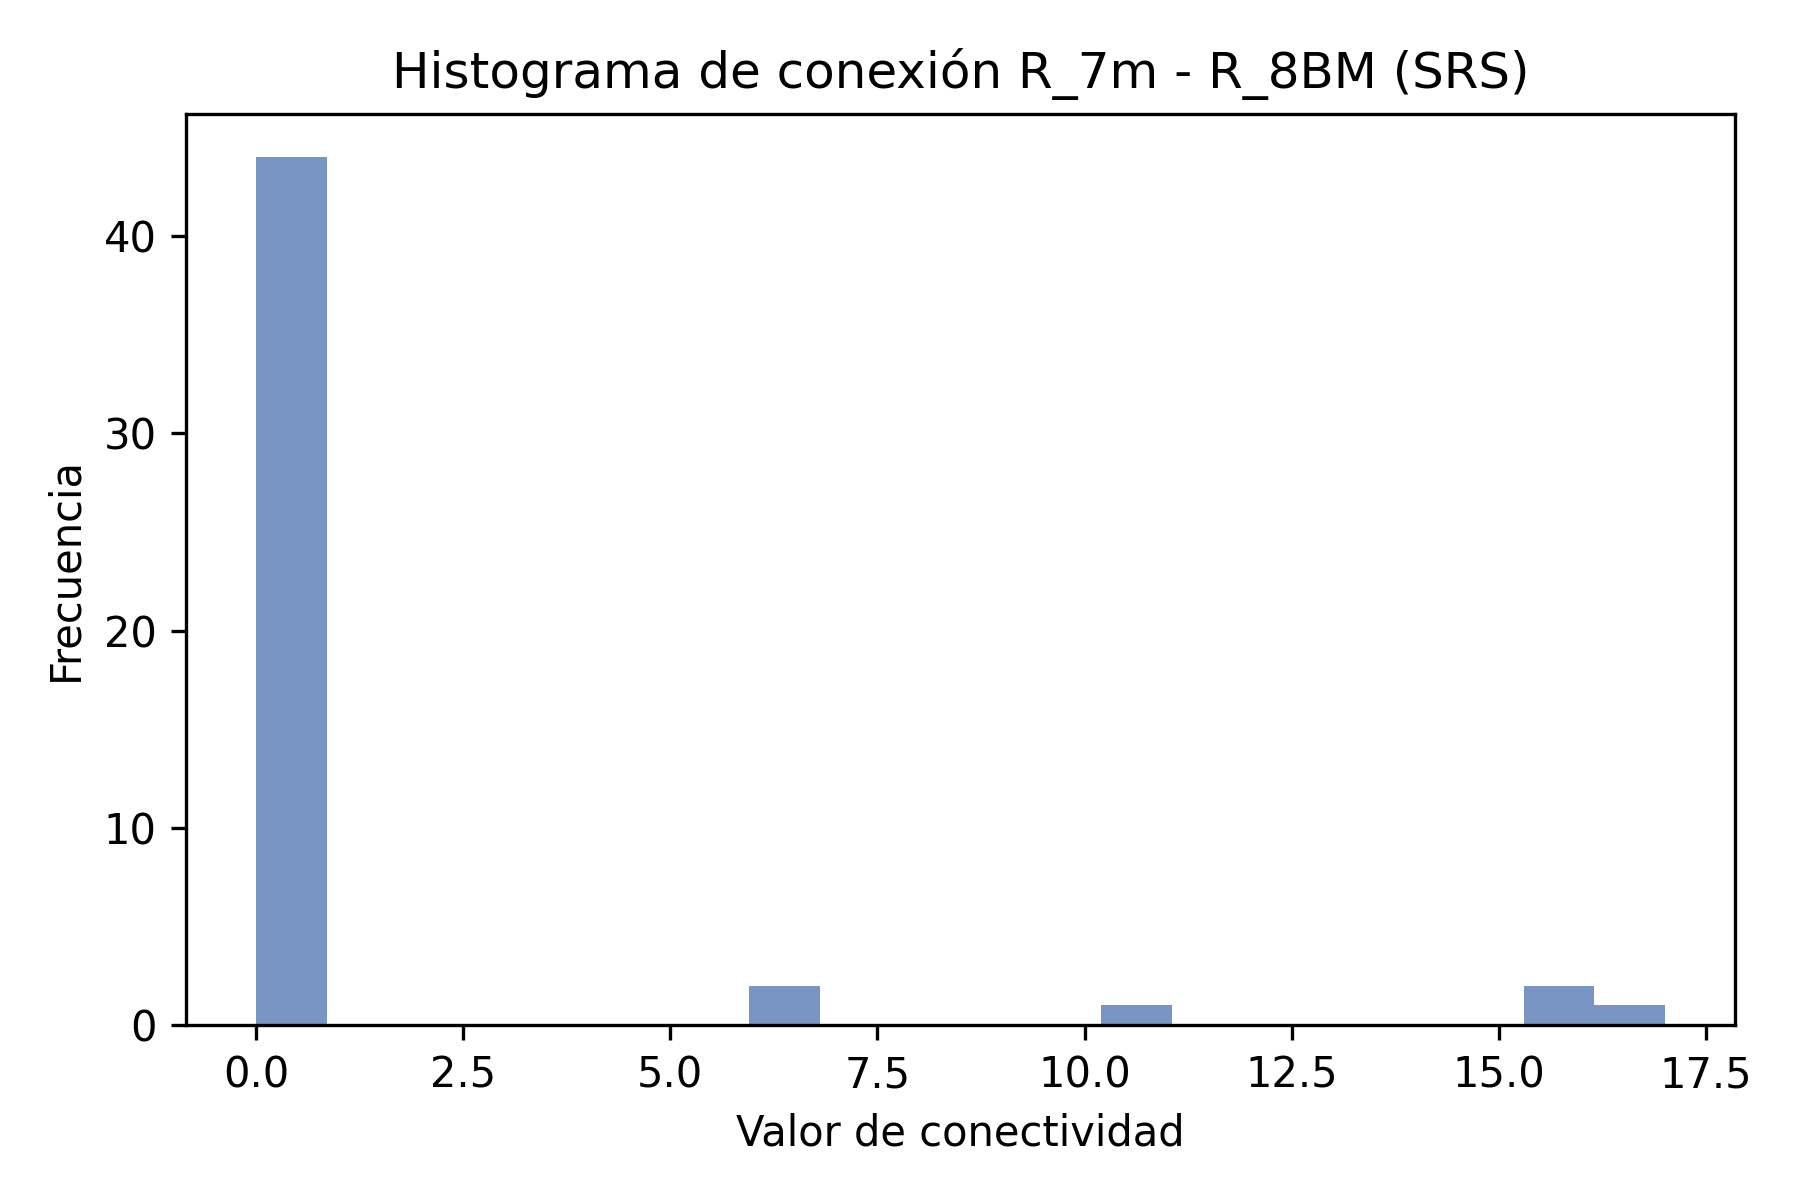 Histograma de conexión R_7m - R_8BM (SRS)
Frecuencia
40
30
20
10
0
0.0 2.5 5.0 7.5 10.0 12.5 15.0 17.5
Valor de conectividad